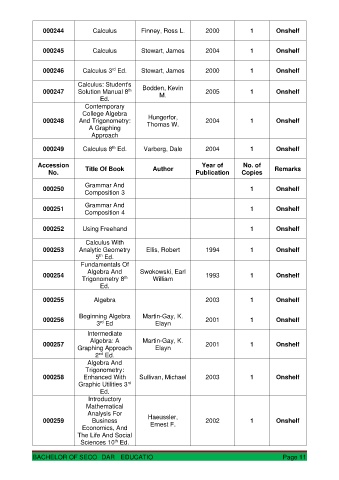 000244 Calculus Finney, Ross L. 2000 1 Onshelf
000245 Calculus Stewart, James 2004 1 Onshelf
000246 Calculus 3rd Ed. Stewart, James 2000 1 Onshelf
000247 Calculus: Student's Solution Manual 8th Ed. Bodden, Kevin M. 2005 1 Onshelf
000248 Contemporary College Algebra And Trigonometry: A Graphing Approach Hungerfor, Thomas W. 2004 1 Onshelf
000249 Calculus 8th Ed. Varborg, Dale 2004 1 Onshelf
Accession No. Title Of Book Author Year of Publication No. of Copies Remarks
000250 Grammar And Composition 3 1 Onshelf
000251 Grammar And Composition 4 1 Onshelf
000252 Using Freehand 1 Onshelf
000253 Calculus With Analytic Geometry 5th Ed. Ellis, Robert 1994 1 Onshelf
000254 Fundamentals Of Algebra And Trigonometry 8th Ed. Swokowski, Earl William 1993 1 Onshelf
000255 Algebra 2003 1 Onshelf
000256 Beginning Algebra 3rd Ed Martin-Gay, K. Elayn 2001 1 Onshelf
000257 Intermediate Algebra: A Graphing Approach 2nd Ed. Martin-Gay, K. Elayn 2001 1 Onshelf
000258 Algebra And Trigonometry: Enhanced With Graphic Utilities 3rd Ed. Sullivan, Michael 2003 1 Onshelf
000259 Introductory Mathematical Analysis For Business Economics, And The Life And Social Sciences 10th Ed. Haeussler, Ernest F. 2002 1 Onshelf
BACHELOR OF SECO DAR EDUCATIO Page 11